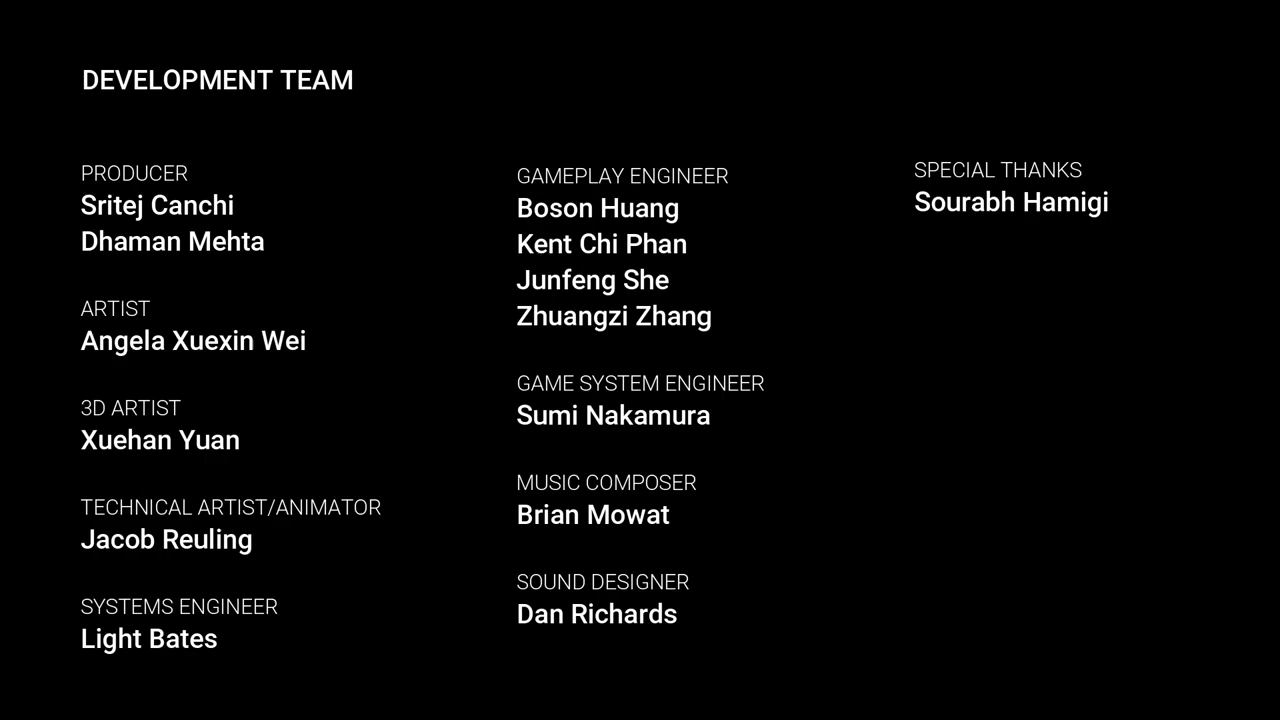 DEVELOPMENT TEAM
PRODUCER
Sritej Canchi
Dhaman Mehta
ARTIST
Angela Xuexin Wei
3D ARTIST
Xuehan Yuan
TECHNICAL ARTIST/ANIMATOR
Jacob Reuling
SYSTEMS ENGINEER
Light Bates
GAMEPLAY ENGINEER
Boson Huang
Kent Chi Phan
Junfeng She
Zhuangzi Zhang
GAME SYSTEM ENGINEER
Sumi Nakamura
MUSIC COMPOSER
Brian Mowat
SOUND DESIGNER
Dan Richards
SPECIAL THANKS
Sourabh Hamigi